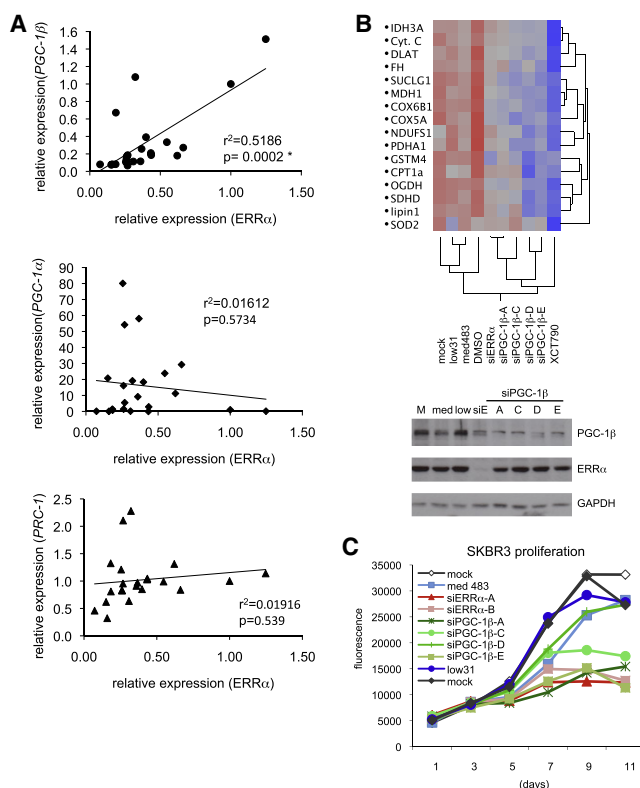 A
relative expression(PGC-1β)
1.6
1.4
1.2
1.0
0.8
0.6
0.4
0.2
0.0
r²=0.5186
p= 0.0002 *
0.00 0.50 1.00 1.50
relative expression (ERRα)
relative expression(PGC-1α)
90
80
70
60
50
40
30
20
10
0
r²=0.01612
p=0.5734
0.00 0.50 1.00 1.50
relative expression (ERRα)
relative expression (PRC-1)
2.5
2.0
1.5
1.0
0.5
0.0
r²=0.01916
p=0.539
0.00 0.50 1.00 1.50
relative expression (ERRα)
B
• IDH3A
• Cyt. C
• DLAT
• FH
• SUCLG1
• MDH1
• COX6B1
• COX5A
• NDUFS1
• PDHA1
• GSTM4
• CPT1a
• OGDH
• SDHD
• lipin1
• SOD2
mock
low31
med483
DMSO
siERRα
siPGC-1β-A
siPGC-1β-C
siPGC-1β-D
siPGC-1β-E
XCT790
siPGC-1β
M med low siE A C D E
PGC-1β
ERRα
GAPDH
C
SKBR3 proliferation
fluorescence
35000
30000
25000
20000
15000
10000
5000
0
mock
med 483
siERRα-A
siERRα-B
siPGC-1β-A
siPGC-1β-C
siPGC-1β-D
siPGC-1β-E
low31
mock
1 3 5 7 9 11
(days)